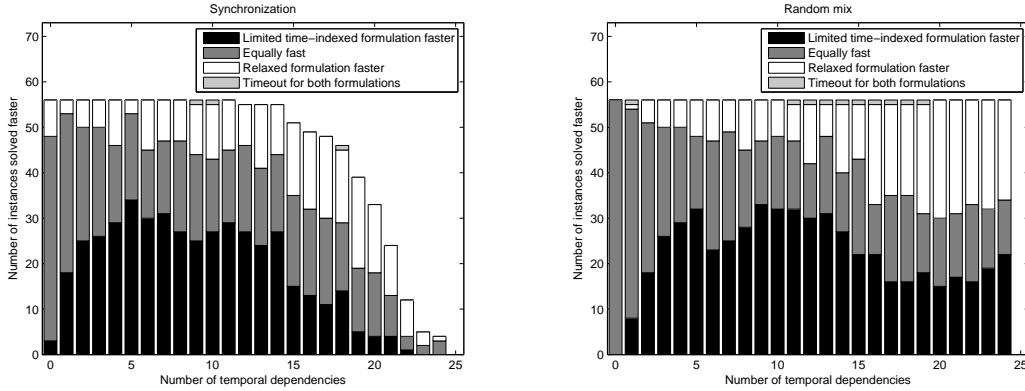 Synchronization
Number of instances solved faster
70
60
50
40
30
20
10
0
Limited time−indexed formulation faster
Equally fast
Relaxed formulation faster
Timeout for both formulations
0 5 10 15 20 25
Number of temporal dependencies
Random mix
Number of instances solved faster
70
60
50
40
30
20
10
0
Limited time−indexed formulation faster
Equally fast
Relaxed formulation faster
Timeout for both formulations
0 5 10 15 20 25
Number of temporal dependencies